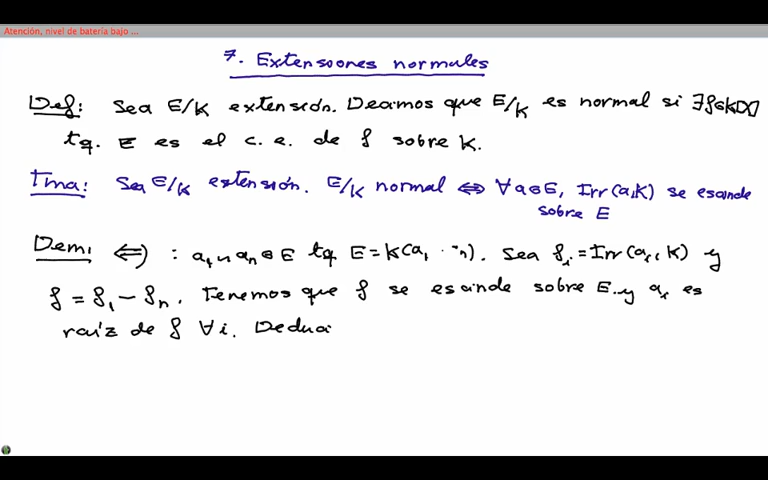 Atención, nivel de batería bajo ...
7. Extensiones normales
Def: Sea E/K extensión. Decimos que E/K es normal si ∃f∈K[X]
tq. E es el c. e. de f sobre K.
Tma: Sea E/K extensión. E/K normal ⇔ ∀a∈E, Irr(a,K) se escinde
sobre E
Dem: ⇐) : a₁, ..., aₙ ∈ E tq E = K(a₁ ... aₙ). Sea fᵢ = Irr(aᵢ, K) y
f = f₁ ... fₙ. Tenemos que f se escinde sobre E y aᵢ es
raíz de f ∀i. Deduci